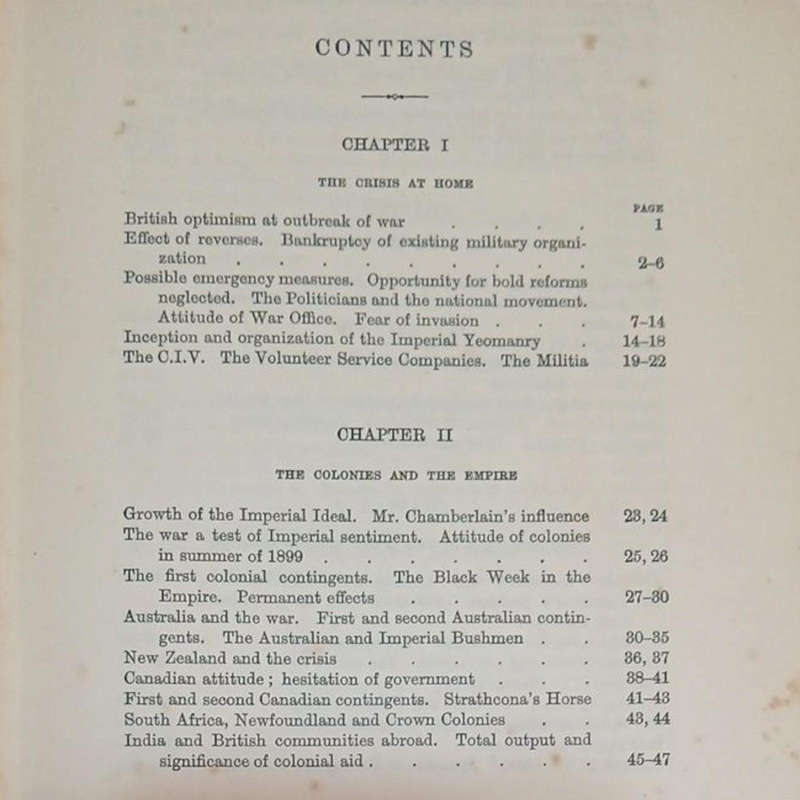 CONTENTS
CHAPTER I
THE CRISIS AT HOME
PAGE
British optimism at outbreak of war . . . . 1
Effect of reverses. Bankruptcy of existing military organi-
zation . . . . . . . . . 2–6
Possible emergency measures. Opportunity for bold reforms
neglected. The Politicians and the national movement.
Attitude of War Office. Fear of invasion . . . 7–14
Inception and organization of the Imperial Yeomanry . 14–18
The C.I.V. The Volunteer Service Companies. The Militia 19–22
CHAPTER II
THE COLONIES AND THE EMPIRE
Growth of the Imperial Ideal. Mr. Chamberlain's influence 23, 24
The war a test of Imperial sentiment. Attitude of colonies
in summer of 1899 . . . . . . . 25, 26
The first colonial contingents. The Black Week in the
Empire. Permanent effects . . . . . 27–30
Australia and the war. First and second Australian contin-
gents. The Australian and Imperial Bushmen . . 30–35
New Zealand and the crisis . . . . . . 36, 37
Canadian attitude ; hesitation of government . . . 38–41
First and second Canadian contingents. Strathcona's Horse 41–43
South Africa, Newfoundland and Crown Colonies . . 43, 44
India and British communities abroad. Total output and
significance of colonial aid . . . . . . 45–47